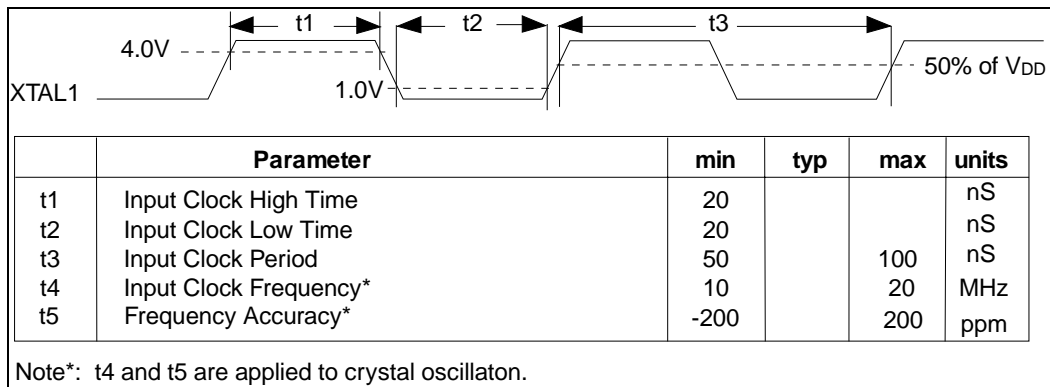 t1 t2 t3
4.0V
50% of VDD
XTAL1
1.0V
Parameter min typ max units
t1 Input Clock High Time 20 nS
t2 Input Clock Low Time 20 nS
t3 Input Clock Period 50 100 nS
t4 Input Clock Frequency* 10 20 MHz
t5 Frequency Accuracy* -200 200 ppm
Note*: t4 and t5 are applied to crystal oscillaton.